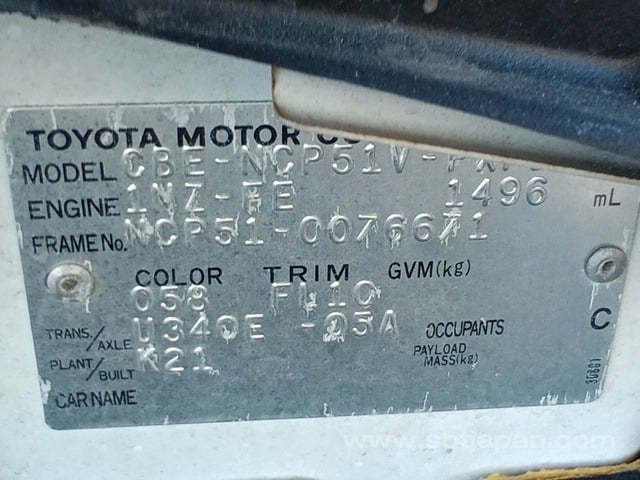 TOYOTA MOTOR CO
MODEL CBE-NCP51V-
ENGINE 1NZ-FE 1496 mL
FRAME No. NCP51-0076671
COLOR TRIM GVM(kg)
058 FL10
TRANS./AXLE U340E -05A OCCUPANTS C
PAYLOAD MASS(kg)
PLANT/BUILT K21
CAR NAME
www.sbtjapan.com